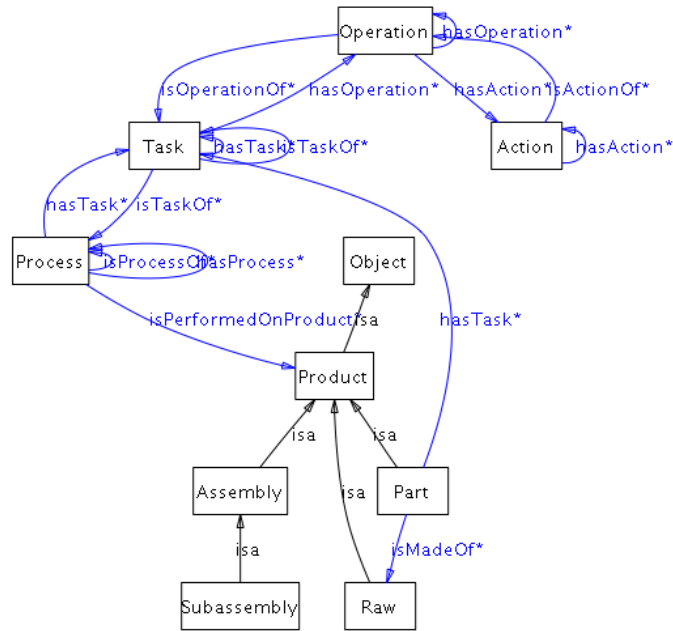 Operation
hasOperation*
isOperationOf*
hasOperation*
hasAction*
isActionOf*
Task
hasTask*
isTaskOf*
Action
hasAction*
hasTask*
isTaskOf*
Process
isProcessOf*
hasProcess*
Object
isPerformedOnProduct*
isa
hasTask*
Product
isa
isa
Assembly
isa
Part
isa
isMadeOf*
Subassembly
Raw